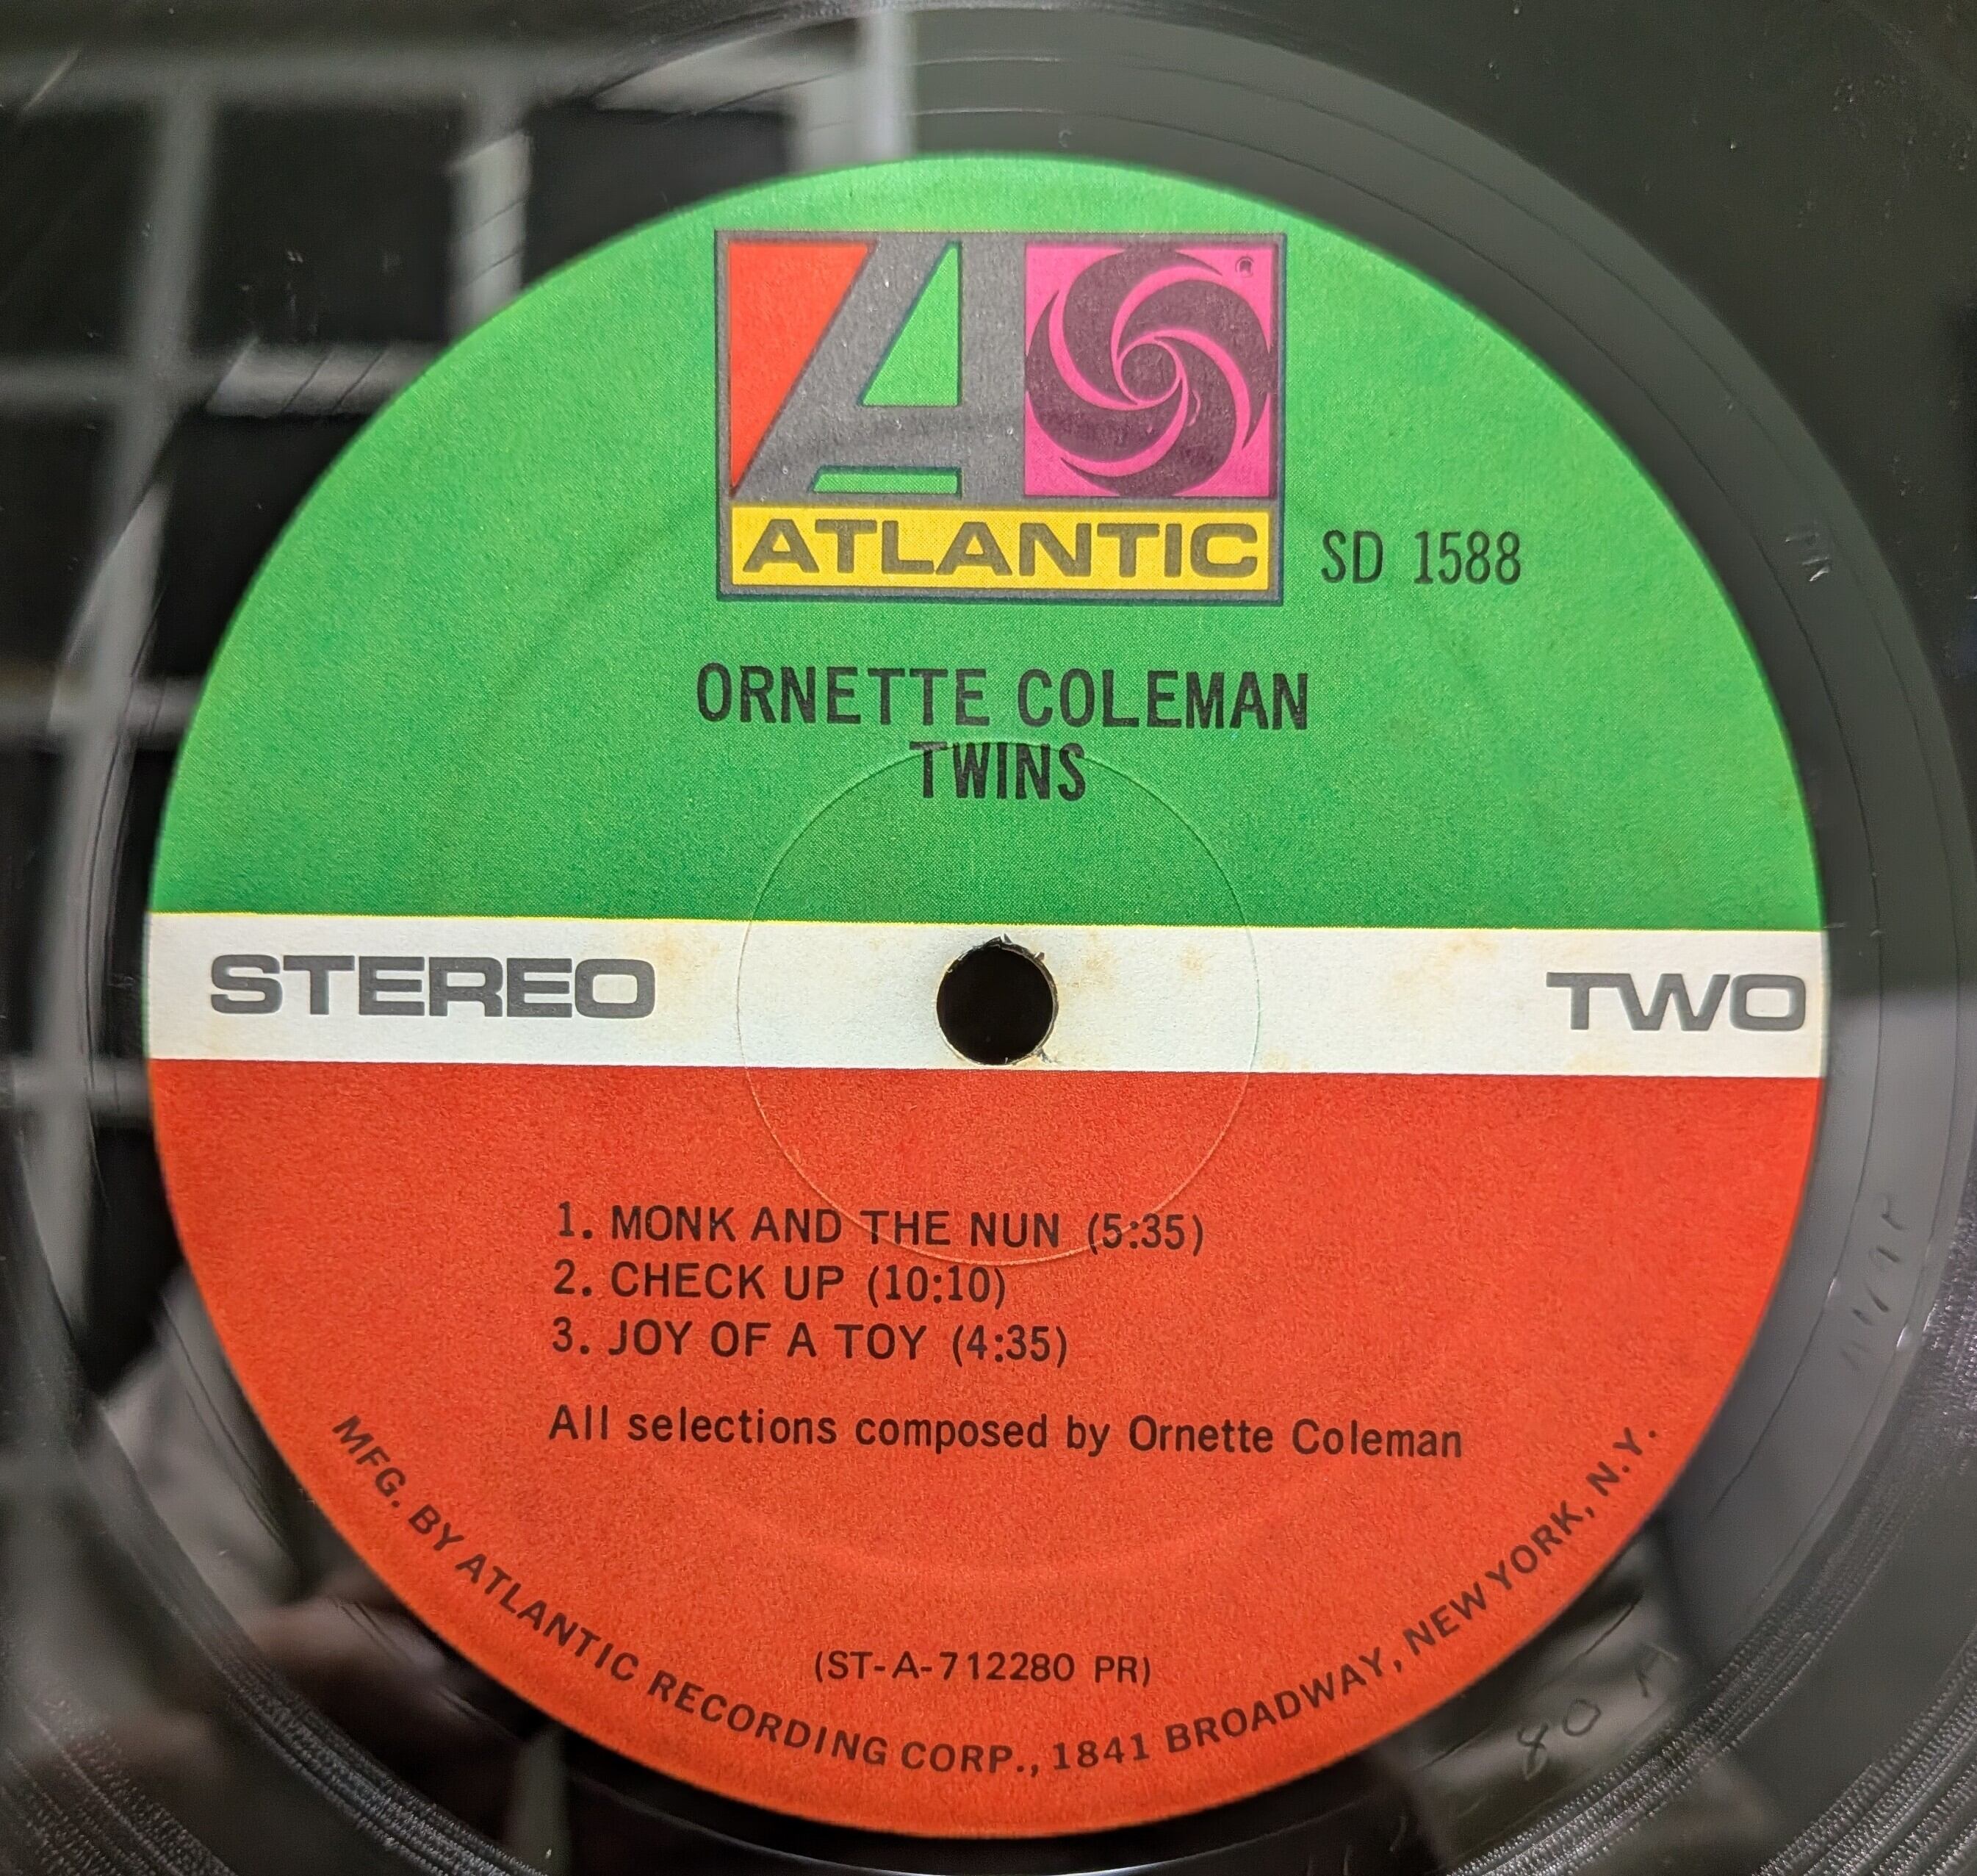 ATLANTIC
SD 1588
ORNETTE COLEMAN
TWINS
STEREO
TWO
1. MONK AND THE NUN (5:35)
2. CHECK UP (10:10)
3. JOY OF A TOY (4:35)
All selections composed by Ornette Coleman
(ST-A-712280 PR)
MFG. BY ATLANTIC RECORDING CORP., 1841 BROADWAY, NEW YORK, N.Y.